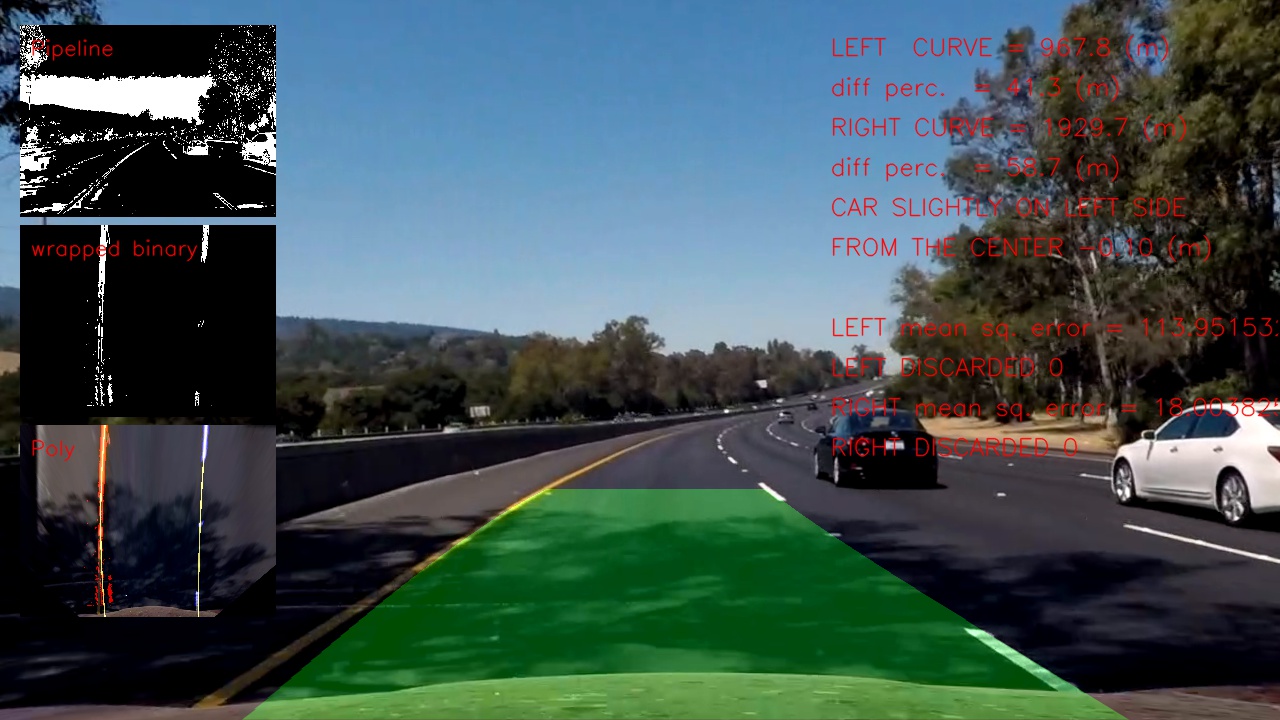 Pipeline
wrapped binary
Poly
LEFT CURVE = 967.8 (m)
diff perc. = 41.3 (m)
RIGHT CURVE = 1929.7 (m)
diff perc. = 58.7 (m)
CAR SLIGHTLY ON LEFT SIDE
FROM THE CENTER -0.10 (m)
LEFT mean sq. error = 113.95153
LEFT DISCARDED 0
RIGHT mean sq. error = 18.00382
RIGHT DISCARDED 0